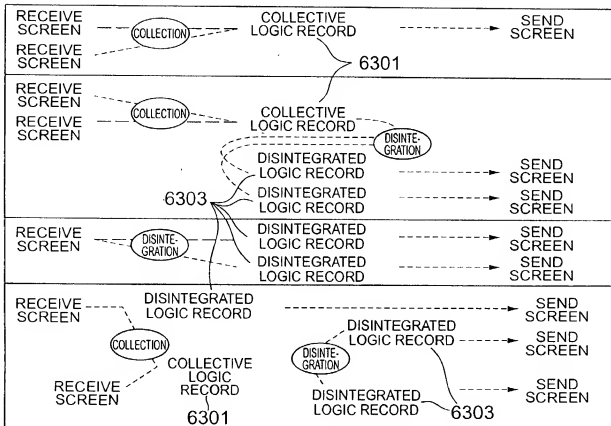 RECEIVE
SCREEN
COLLECTION
COLLECTIVE
LOGIC RECORD
SEND
SCREEN
RECEIVE
SCREEN
6301
RECEIVE
SCREEN
COLLECTION
COLLECTIVE
LOGIC RECORD
RECEIVE
SCREEN
DISINTE-
GRATION
DISINTEGRATED
LOGIC RECORD
SEND
SCREEN
6303
DISINTEGRATED
LOGIC RECORD
SEND
SCREEN
RECEIVE
SCREEN
DISINTE-
GRATION
DISINTEGRATED
LOGIC RECORD
SEND
SCREEN
DISINTEGRATED
LOGIC RECORD
SEND
SCREEN
RECEIVE
SCREEN
DISINTEGRATED
LOGIC RECORD
SEND
SCREEN
COLLECTION
DISINTE-
GRATION
DISINTEGRATED
LOGIC RECORD
SEND
SCREEN
RECEIVE
SCREEN
COLLECTIVE
LOGIC
RECORD
6301
DISINTEGRATED
LOGIC RECORD
SEND
SCREEN
6303